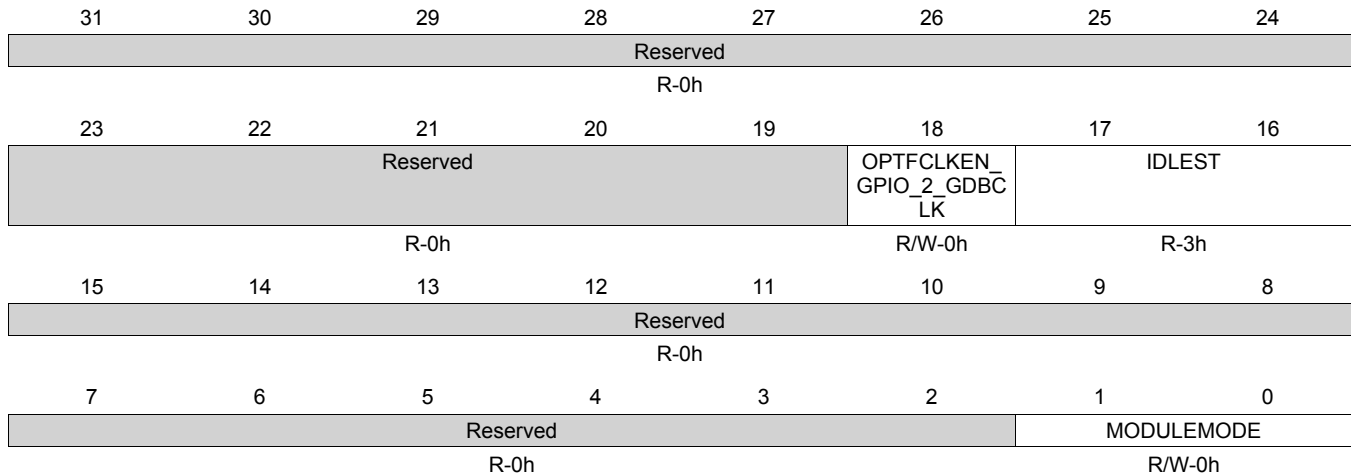 31 30 29 28 27 26 25 24
Reserved
R-0h
23 22 21 20 19 18 17 16
Reserved OPTFCLKEN_ IDLEST
GPIO_2_GDBC
LK
R-0h R/W-0h R-3h
15 14 13 12 11 10 9 8
Reserved
R-0h
7 6 5 4 3 2 1 0
Reserved MODULEMODE
R-0h R/W-0h